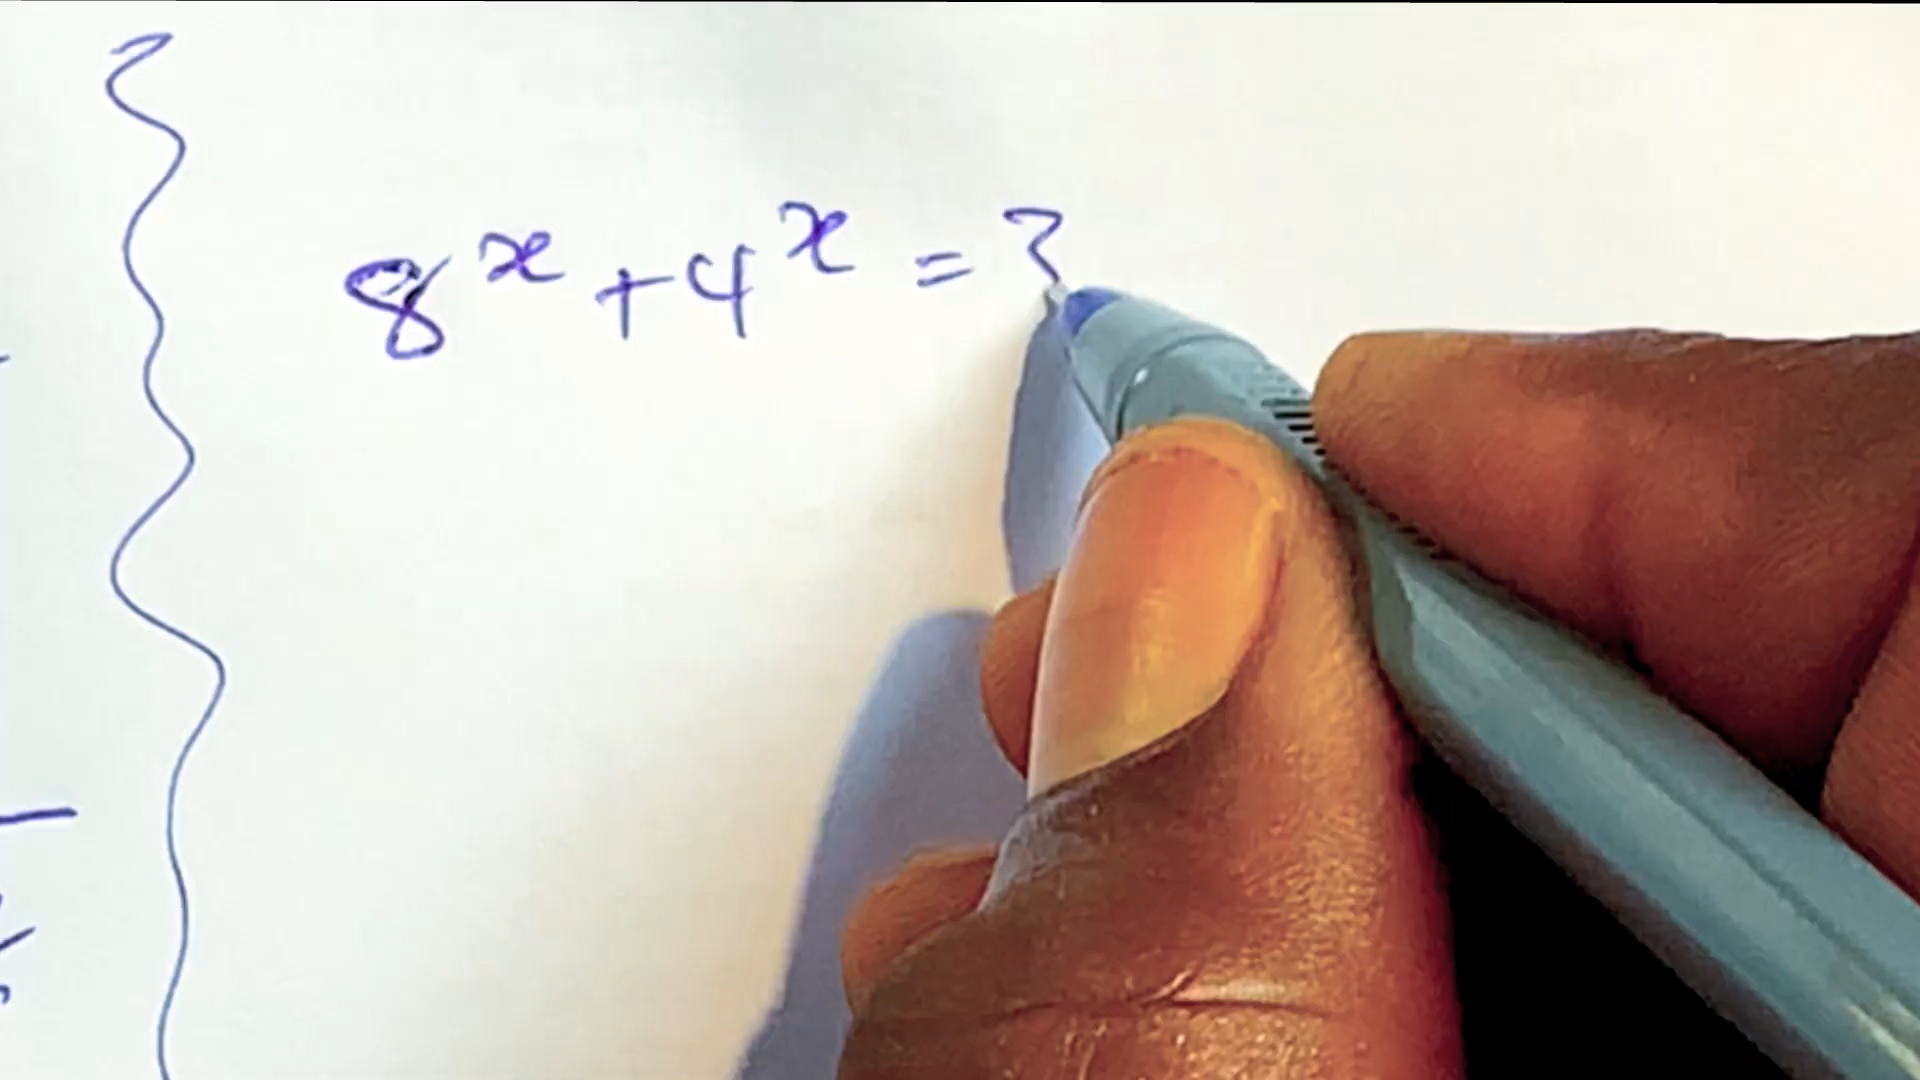 8^x + 4^x = 3